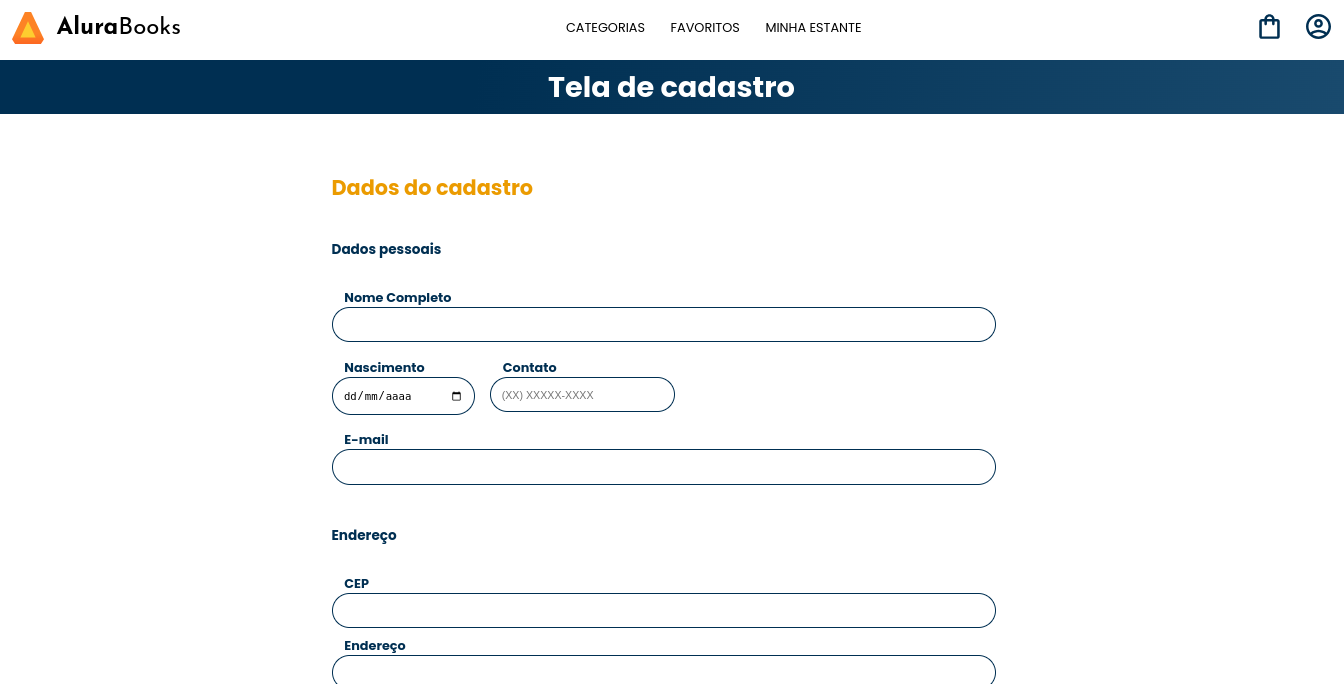 AluraBooks
CATEGORIAS FAVORITOS MINHA ESTANTE
Tela de cadastro
Dados do cadastro
Dados pessoais
Nome Completo
Nascimento Contato
dd/mm/aaaa (XX) XXXXX-XXXX
E-mail
Endereço
CEP
Endereço